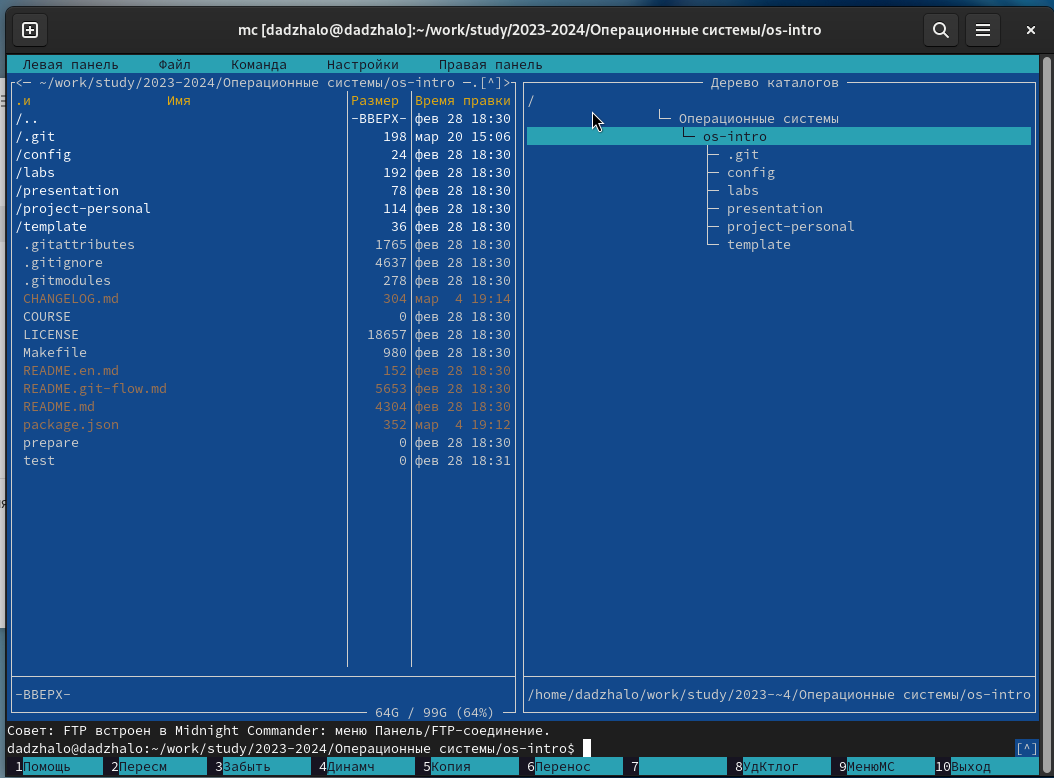 mc [dadzhalo@dadzhalo]:~/work/study/2023-2024/Операционные системы/os-intro
Левая панель Файл Команда Настройки Правая панель
<− ~/work/study/2023-2024/Операционные системы/os-intro −.[^]> Дерево каталогов
.и Имя Размер Время правки /
/.. -ВВЕРХ- фев 28 18:30 Операционные системы
/.git 198 мар 20 15:06 os-intro
/config 24 фев 28 18:30 .git
/labs 192 фев 28 18:30 config
/presentation 78 фев 28 18:30 labs
/project-personal 114 фев 28 18:30 presentation
/template 36 фев 28 18:30 project-personal
.gitattributes 1765 фев 28 18:30 template
.gitignore 4637 фев 28 18:30
.gitmodules 278 фев 28 18:30
CHANGELOG.md 304 мар 4 19:14
COURSE 0 фев 28 18:30
LICENSE 18657 фев 28 18:30
Makefile 980 фев 28 18:30
README.en.md 152 фев 28 18:30
README.git-flow.md 5653 фев 28 18:30
README.md 4304 фев 28 18:30
package.json 352 мар 4 19:12
prepare 0 фев 28 18:30
test 0 фев 28 18:31
-ВВЕРХ- /home/dadzhalo/work/study/2023-~4/Операционные системы/os-intro
64G / 99G (64%)
Совет: FTP встроен в Midnight Commander: меню Панель/FTP-соединение.
dadzhalo@dadzhalo:~/work/study/2023-2024/Операционные системы/os-intro$ [^]
1Помощь 2Пересм 3Забыть 4Динамч 5Копия 6Перенос 7 8УдКтлог 9МенюМС 10Выход